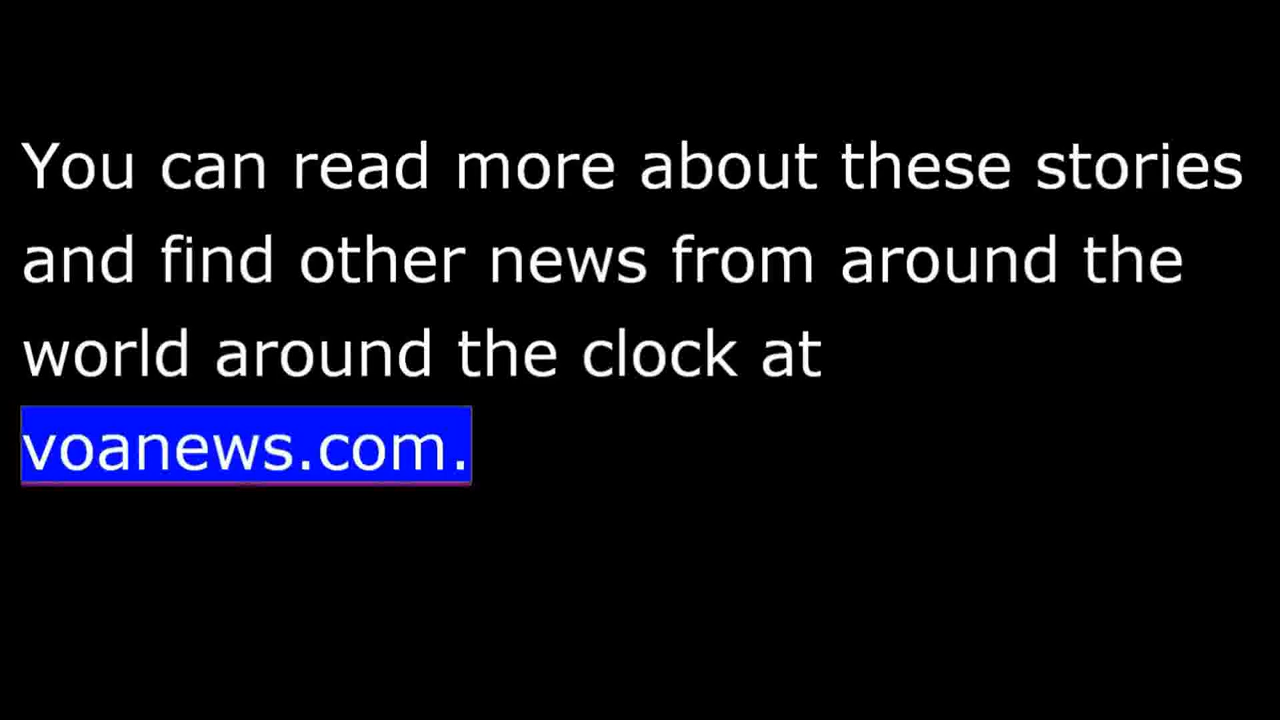 You can read more about these stories
and find other news from around the
world around the clock at
voanews.com.